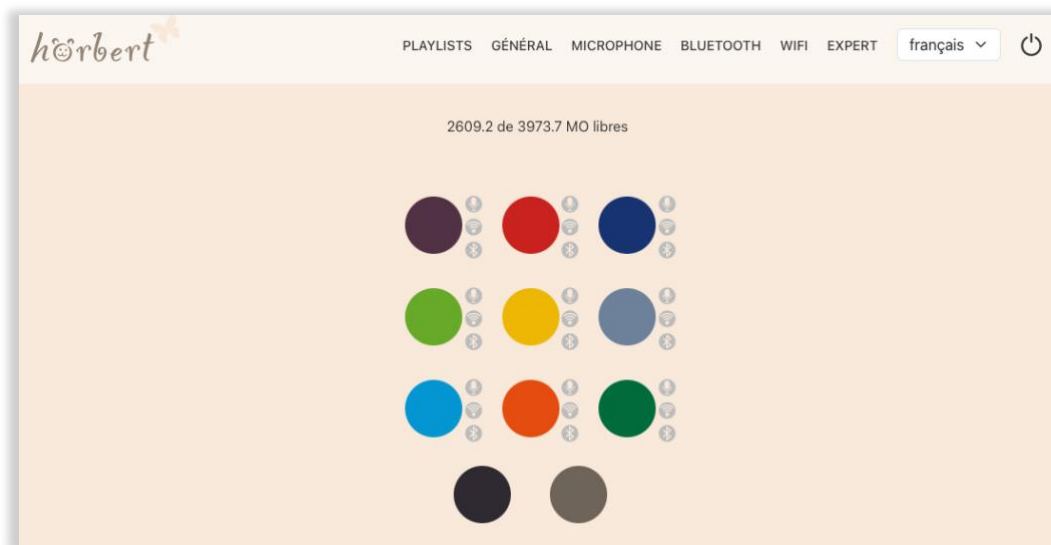 hörbert
PLAYLISTS GÉNÉRAL MICROPHONE BLUETOOTH WIFI EXPERT français
2609.2 de 3973.7 MO libres